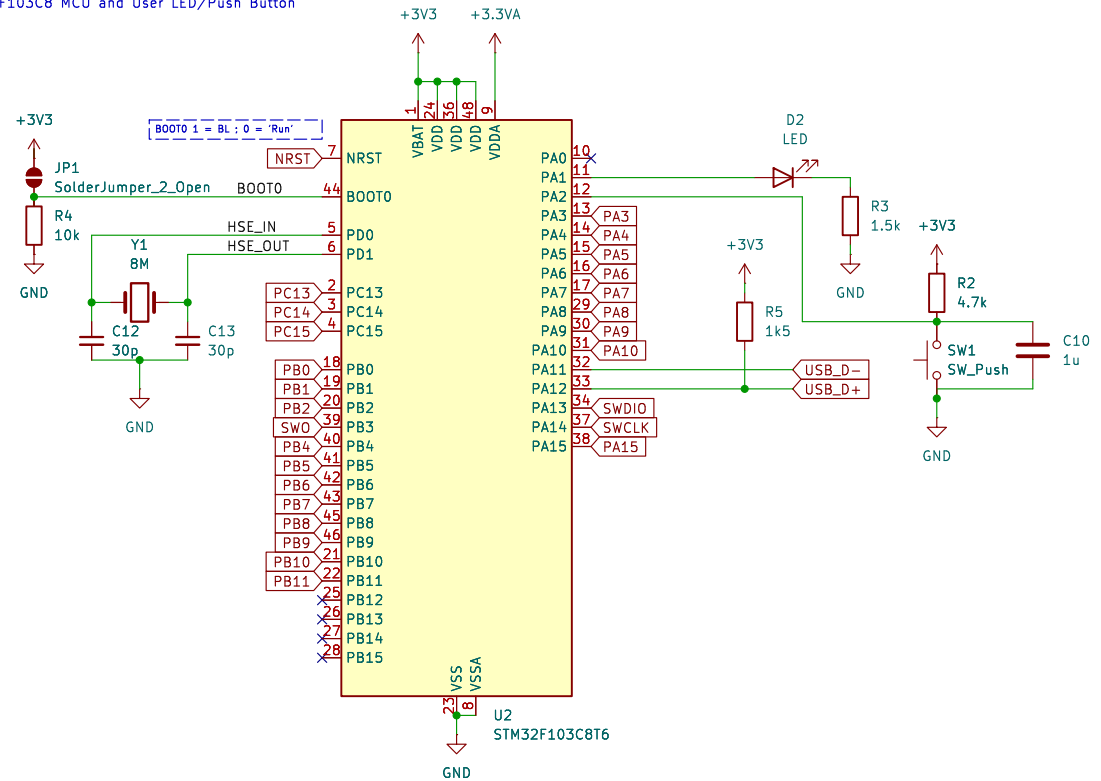 F103C8 MCU and User LED/Push Button
+3V3
+3.3VA
+3V3
BOOT0 1 = BL ; 0 = 'Run'
1
24
36
48
9
VBAT
VDD
VDD
VDD
VDDA
JP1
SolderJumper_2_Open
R4
10k
GND
BOOT0
HSE_IN
HSE_OUT
Y1
8M
C12
30p
C13
30p
GND
NRST 7 NRST
44 BOOT0
5 PD0
6 PD1
PC13 2 PC13
PC14 3 PC14
PC15 4 PC15
PB0 18 PB0
PB1 19 PB1
PB2 20 PB2
SWO 39 PB3
PB4 40 PB4
PB5 41 PB5
PB6 42 PB6
PB7 43 PB7
PB8 45 PB8
PB9 46 PB9
PB10 21 PB10
PB11 22 PB11
25 PB12
26 PB13
27 PB14
28 PB15
PA0 10
PA1 11
PA2 12
PA3 13 PA3
PA4 14 PA4
PA5 15 PA5
PA6 16 PA6
PA7 17 PA7
PA8 29 PA8
PA9 30 PA9
PA10 31 PA10
PA11 32 USB_D-
PA12 33 USB_D+
PA13 34 SWDIO
PA14 37 SWCLK
PA15 38 PA15
VSS
VSSA
23
8
U2
STM32F103C8T6
GND
D2
LED
R3
1.5k
GND
+3V3
R5
1k5
+3V3
R2
4.7k
SW1
SW_Push
C10
1u
GND